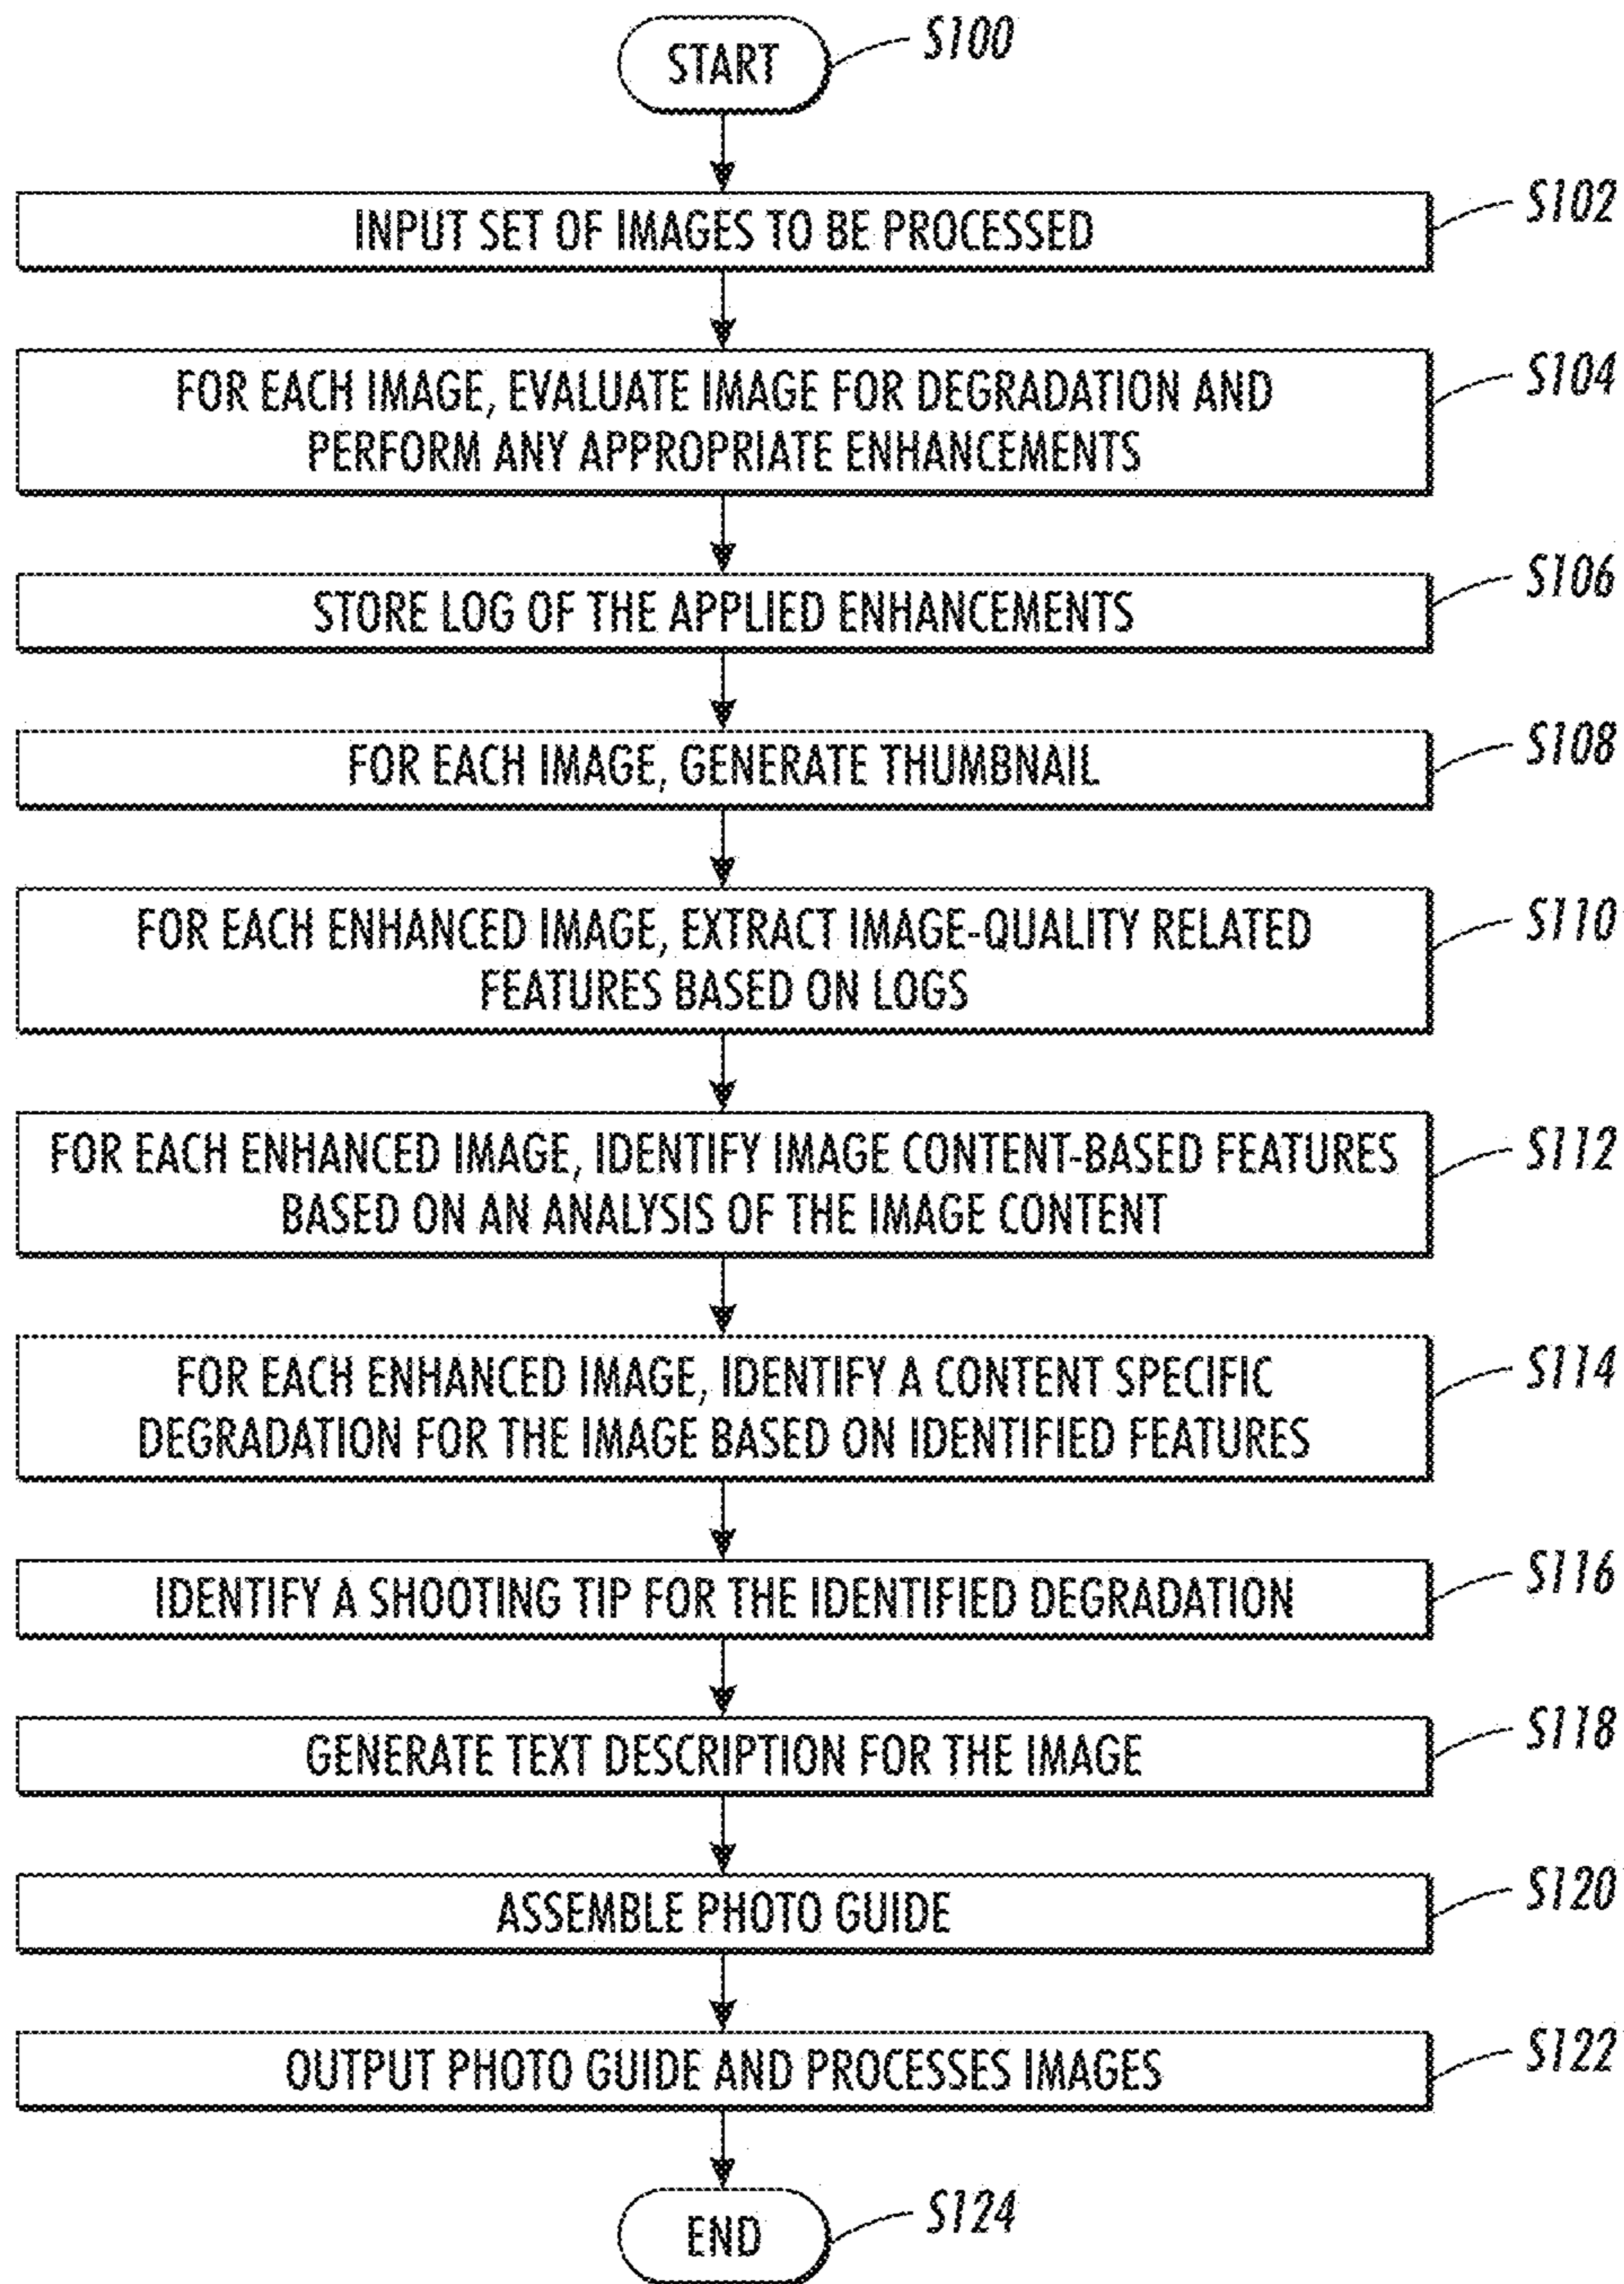 START
S100
INPUT SET OF IMAGES TO BE PROCESSED
S102
FOR EACH IMAGE, EVALUATE IMAGE FOR DEGRADATION AND
PERFORM ANY APPROPRIATE ENHANCEMENTS
S104
STORE LOG OF THE APPLIED ENHANCEMENTS
S106
FOR EACH IMAGE, GENERATE THUMBNAIL
S108
FOR EACH ENHANCED IMAGE, EXTRACT IMAGE-QUALITY RELATED
FEATURES BASED ON LOGS
S110
FOR EACH ENHANCED IMAGE, IDENTIFY IMAGE CONTENT-BASED FEATURES
BASED ON AN ANALYSIS OF THE IMAGE CONTENT
S112
FOR EACH ENHANCED IMAGE, IDENTIFY A CONTENT SPECIFIC
DEGRADATION FOR THE IMAGE BASED ON IDENTIFIED FEATURES
S114
IDENTIFY A SHOOTING TIP FOR THE IDENTIFIED DEGRADATION
S116
GENERATE TEXT DESCRIPTION FOR THE IMAGE
S118
ASSEMBLE PHOTO GUIDE
S120
OUTPUT PHOTO GUIDE AND PROCESSES IMAGES
S122
END
S124